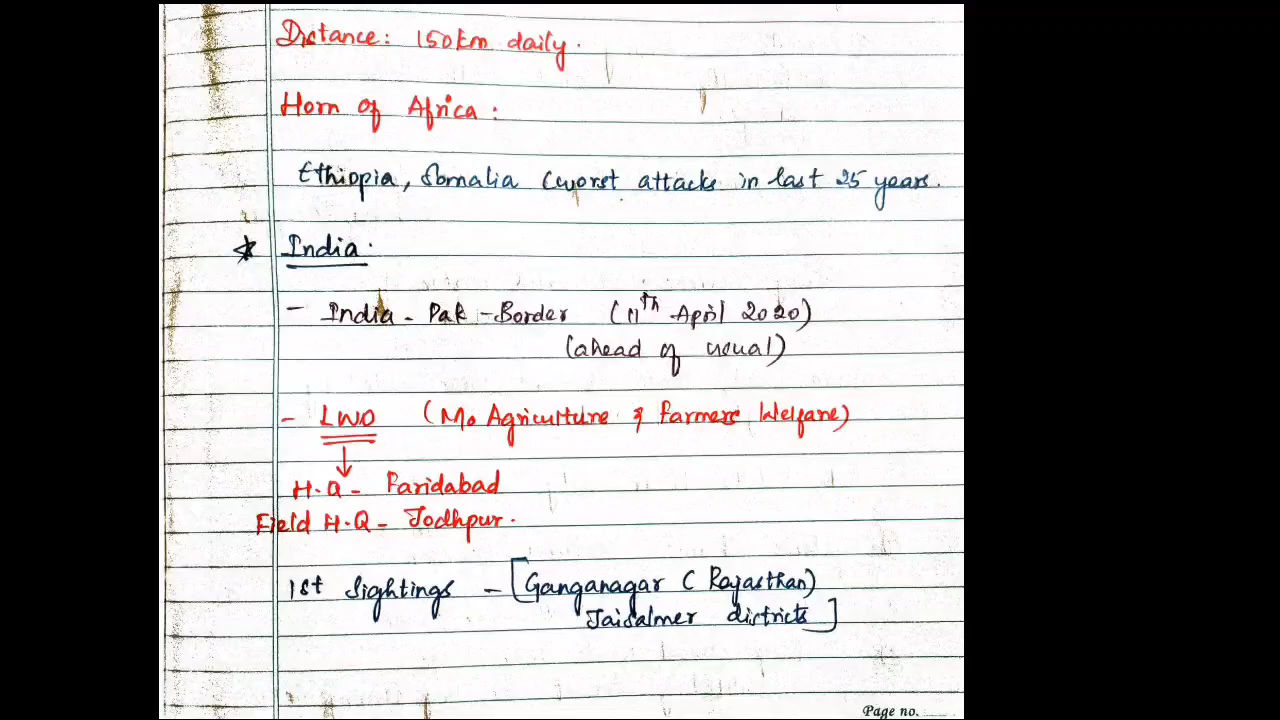 Distance: 150km daily.
Horn of Africa:
Ethiopia, Somalia (worst attacks in last 25 years.
* India.
- India - Pak - Border (11th April 2020)
(ahead of usual)
- LWO (Mo Agriculture & Farmers Welfare)
↓
H.Q - Faridabad
Field H.Q - Jodhpur.
1st Sightings - [Ganganagar (Rajasthan)
Jaisalmer districts]
Page no.